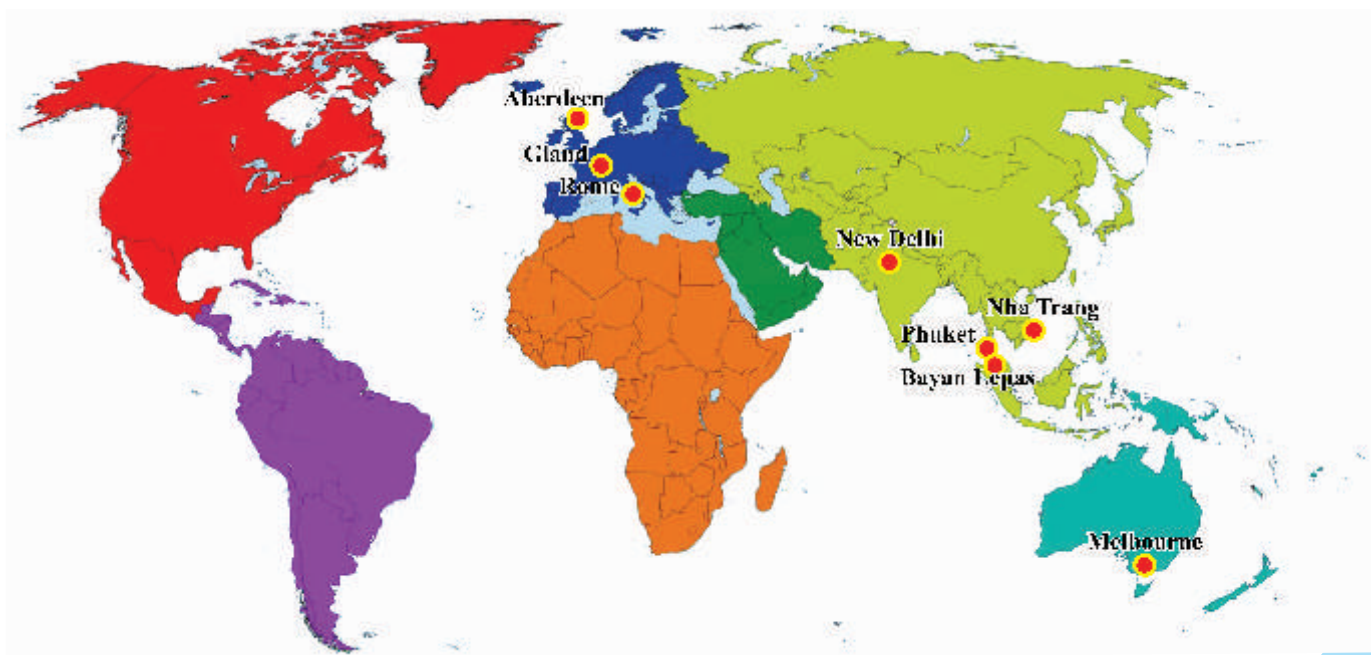 Aberdeen
Gland
Rome
New Delhi
Nha Trang
Phuket
Bayan Lepas
Melbourne